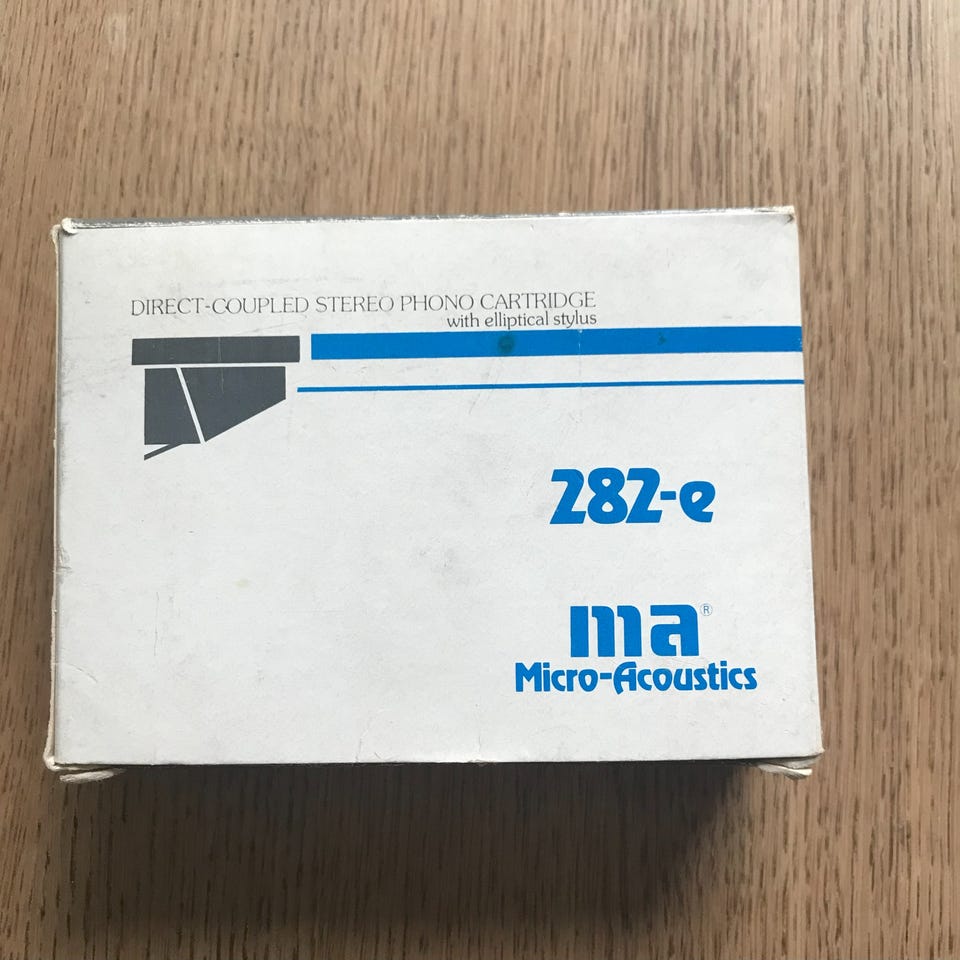 DIRECT-COUPLED STEREO PHONO CARTRIDGE
with elliptical stylus
282-e
ma®
Micro-Acoustics